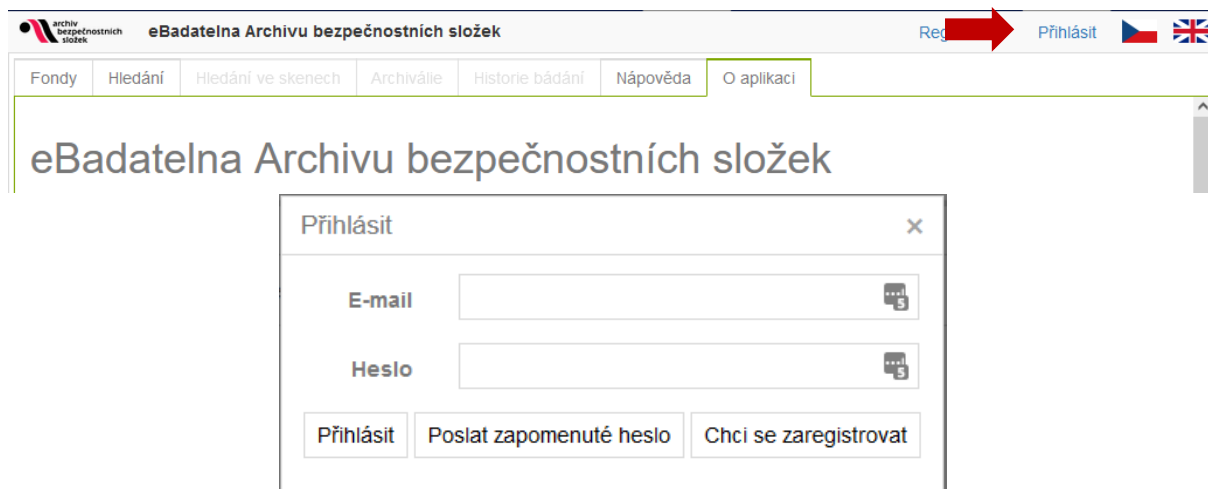 archiv
bezpečnostních
složek
eBadatelna Archivu bezpečnostních složek
Přihlásit
Fondy Hledání Hledání ve skenech Archiválie Historie bádání Nápověda O aplikaci
eBadatelna Archivu bezpečnostních složek
Přihlásit ×
E-mail
Heslo
Přihlásit Poslat zapomenuté heslo Chci se zaregistrovat